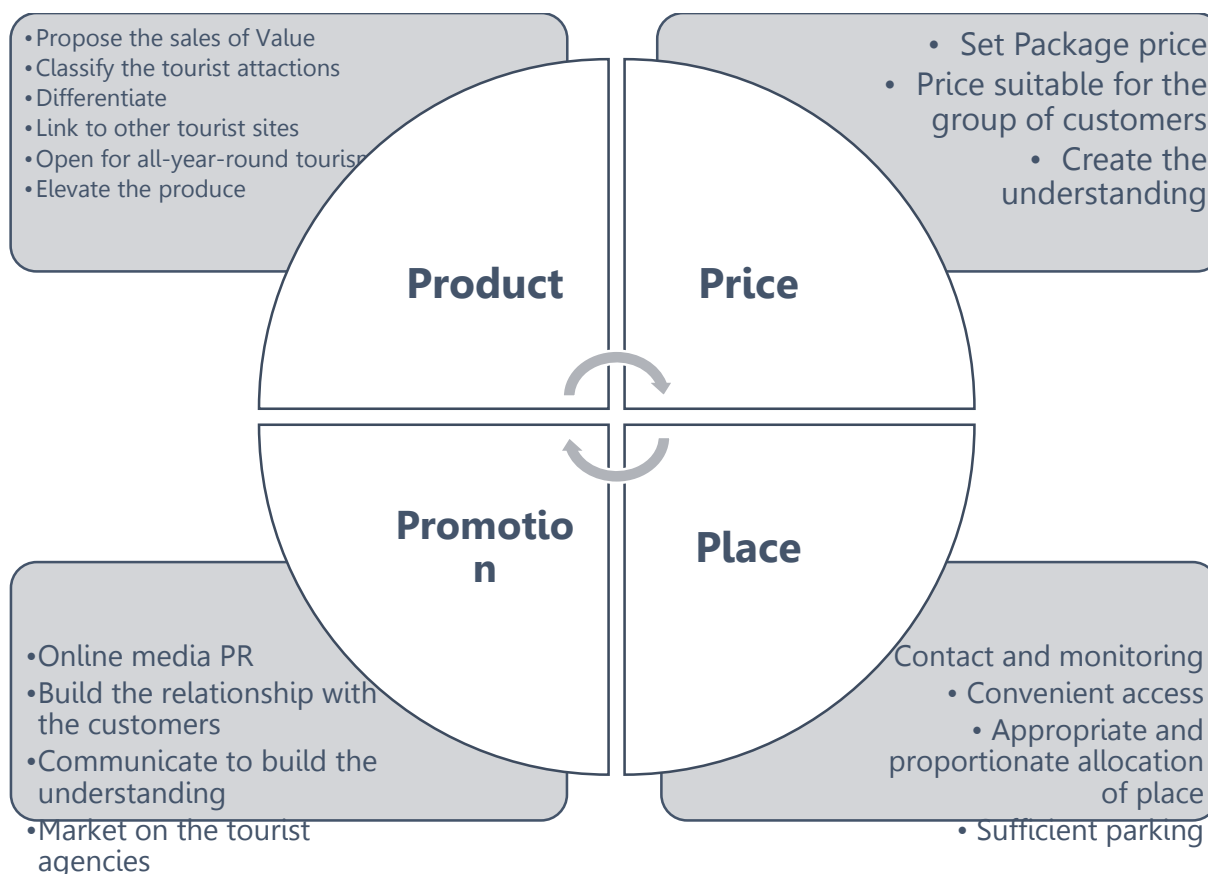 •Propose the sales of Value
•Classify the tourist attactions
•Differentiate
•Link to other tourist sites
•Open for all-year-round tourism
•Elevate the produce
• Set Package price
• Price suitable for the
group of customers
• Create the
understanding
Product
Price
Promotio
n
Place
•Online media PR
•Build the relationship with
the customers
•Communicate to build the
understanding
•Market on the tourist
agencies
Contact and monitoring
• Convenient access
• Appropriate and
proportionate allocation
of place
• Sufficient parking